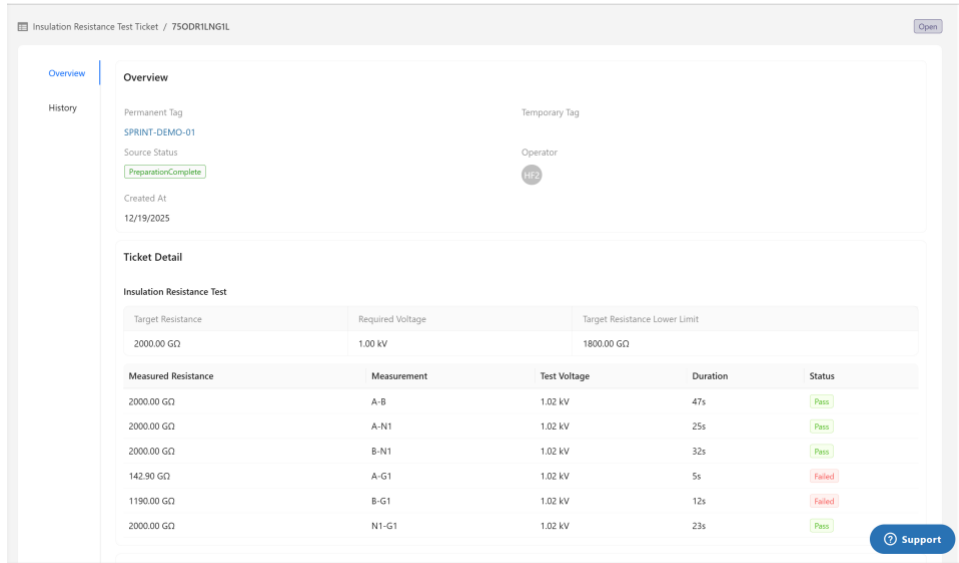 Insulation Resistance Test Ticket / 75ODR1LNG1L Open
Overview
History
Overview
Permanent Tag Temporary Tag
SPRINT-DEMO-01
Source Status Operator
PreparationComplete HF2
Created At
12/19/2025
Ticket Detail
Insulation Resistance Test
Target Resistance Required Voltage Target Resistance Lower Limit
2000.00 GΩ 1.00 kV 1800.00 GΩ
Measured Resistance Measurement Test Voltage Duration Status
2000.00 GΩ A-B 1.02 kV 47s Pass
2000.00 GΩ A-N1 1.02 kV 25s Pass
2000.00 GΩ B-N1 1.02 kV 32s Pass
142.90 GΩ A-G1 1.02 kV 5s Failed
1190.00 GΩ B-G1 1.02 kV 12s Failed
2000.00 GΩ N1-G1 1.02 kV 23s Pass
Support